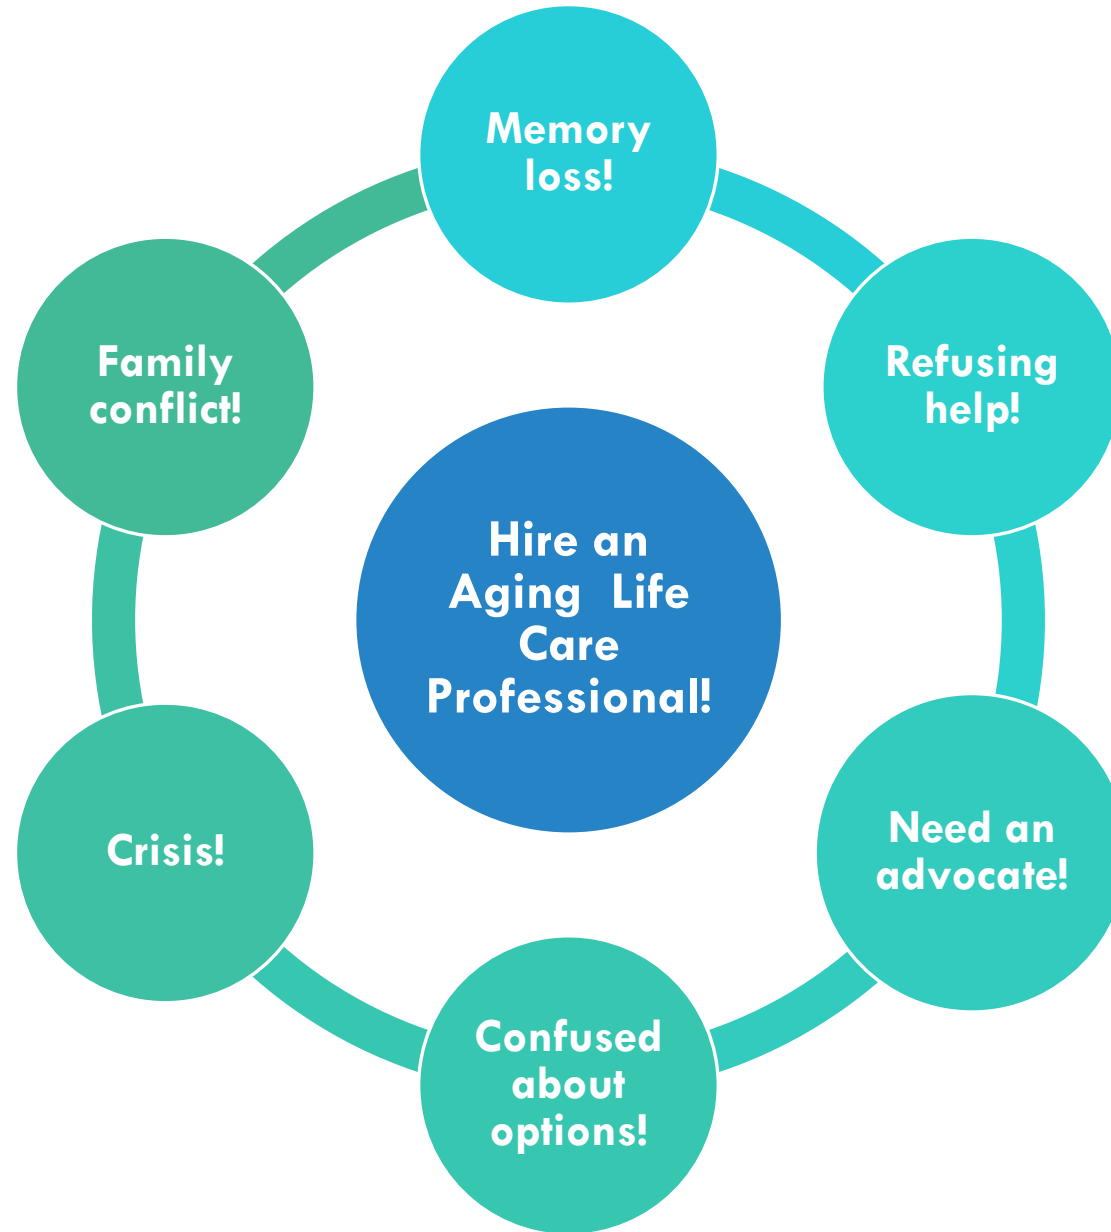 Memory
loss!
Refusing
help!
Need an
advocate!
Confused
about
options!
Crisis!
Family
conflict!
Hire an
Aging  Life
Care
Professional!